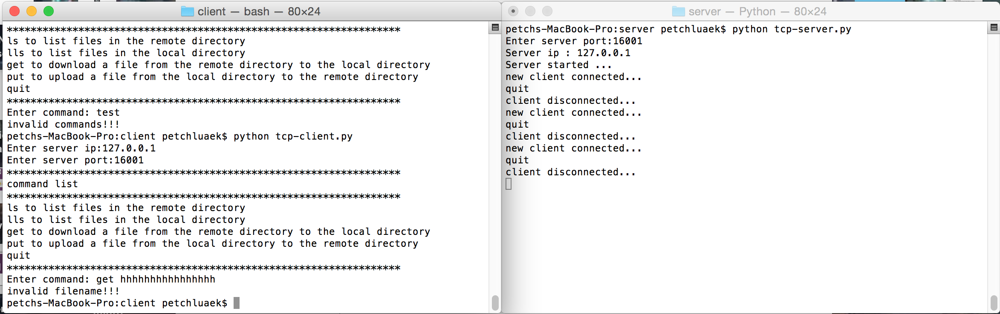 client — bash — 80×24
******************************************************************
ls to list files in the remote directory
lls to list files in the local directory
get to download a file from the remote directory to the local directory
put to upload a file from the local directory to the remote directory
quit
******************************************************************
Enter command: test
invalid commands!!!
petchs-MacBook-Pro:client petchluaek$ python tcp-client.py
Enter server ip:127.0.0.1
Enter server port:16001
******************************************************************
command list
******************************************************************
ls to list files in the remote directory
lls to list files in the local directory
get to download a file from the remote directory to the local directory
put to upload a file from the local directory to the remote directory
quit
******************************************************************
Enter command: get hhhhhhhhhhhhhhhh
invalid filename!!!
petchs-MacBook-Pro:client petchluaek$
server — Python — 80×24
petchs-MacBook-Pro:server petchluaek$ python tcp-server.py
Enter server port:16001
Server ip : 127.0.0.1
Server started ...
new client connected...
quit
client disconnected...
new client connected...
quit
client disconnected...
new client connected...
quit
client disconnected...